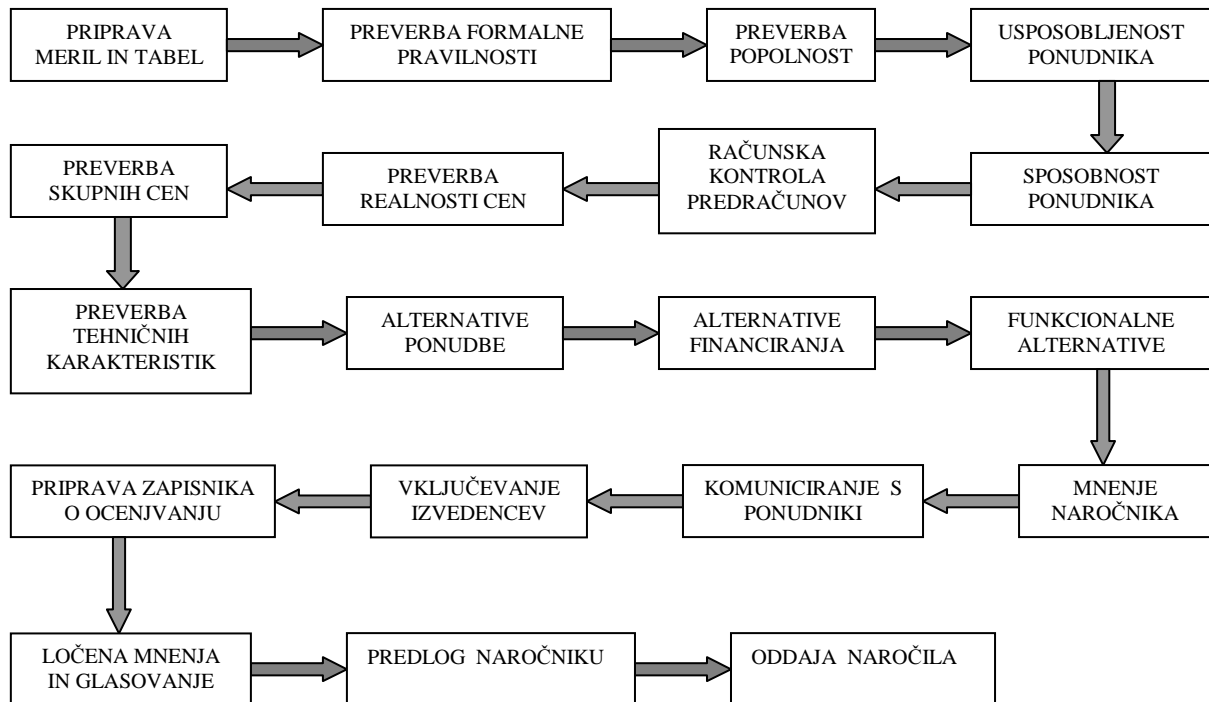 PRIPRAVA
MERIL IN TABEL
PREVERBA FORMALNE
PRAVILNOSTI
PREVERBA
POPOLNOST
USPOSOBLJENOST
PONUDNIKA
SPOSOBNOST
PONUDNIKA
RAČUNSKA
KONTROLA
PREDRAČUNOV
PREVERBA
REALNOSTI CEN
PREVERBA
SKUPNIH CEN
PREVERBA
TEHNIČNIH
KARAKTERISTIK
ALTERNATIVE
PONUDBE
ALTERNATIVE
FINANCIRANJA
FUNKCIONALNE
ALTERNATIVE
MNENJE
NAROČNIKA
KOMUNICIRANJE S
PONUDNIKI
VKLJUČEVANJE
IZVEDENCEV
PRIPRAVA ZAPISNIKA
O OCENJVANJU
LOČENA MNENJA
IN GLASOVANJE
PREDLOG NAROČNIKU
ODDAJA NAROČILA